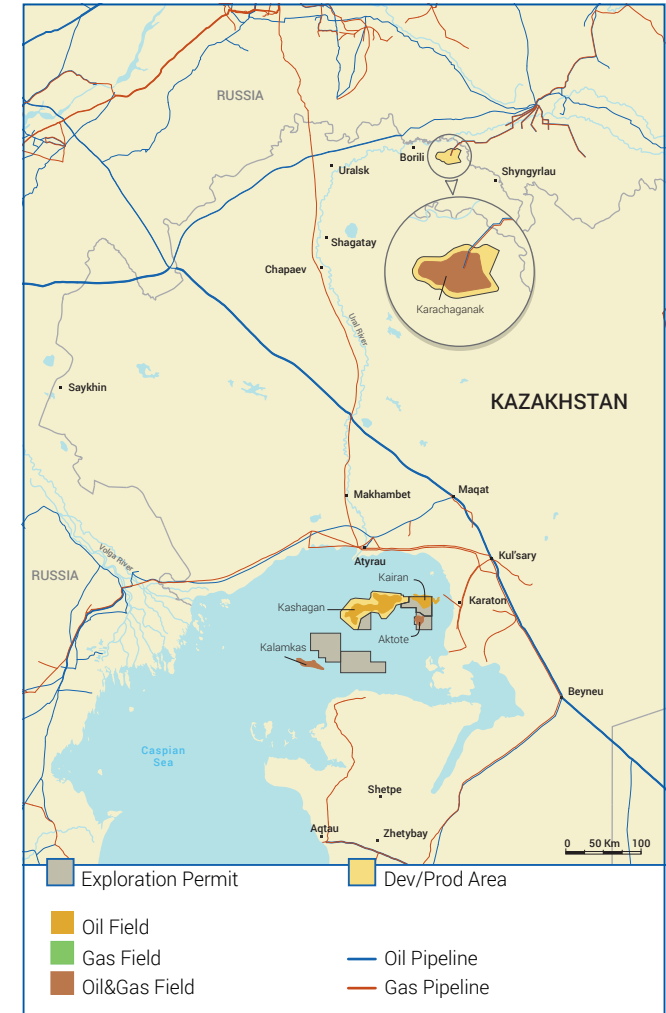 RUSSIA
Borili
Uralsk
Shyngyrlau
Shagatay
Chapaev
Karachaganak
Ural River
Saykhin
KAZAKHSTAN
Makhambet
Maqat
Volga River
Atyrau
Kul'sary
RUSSIA
Kairan
Kashagan
Karaton
Aktote
Kalamkas
Beyneu
Caspian
Sea
Shetpe
Aqtau
Zhetybay
0 50 Km 100
Exploration Permit
Dev/Prod Area
Oil Field
Gas Field
Oil Pipeline
Oil&Gas Field
Gas Pipeline